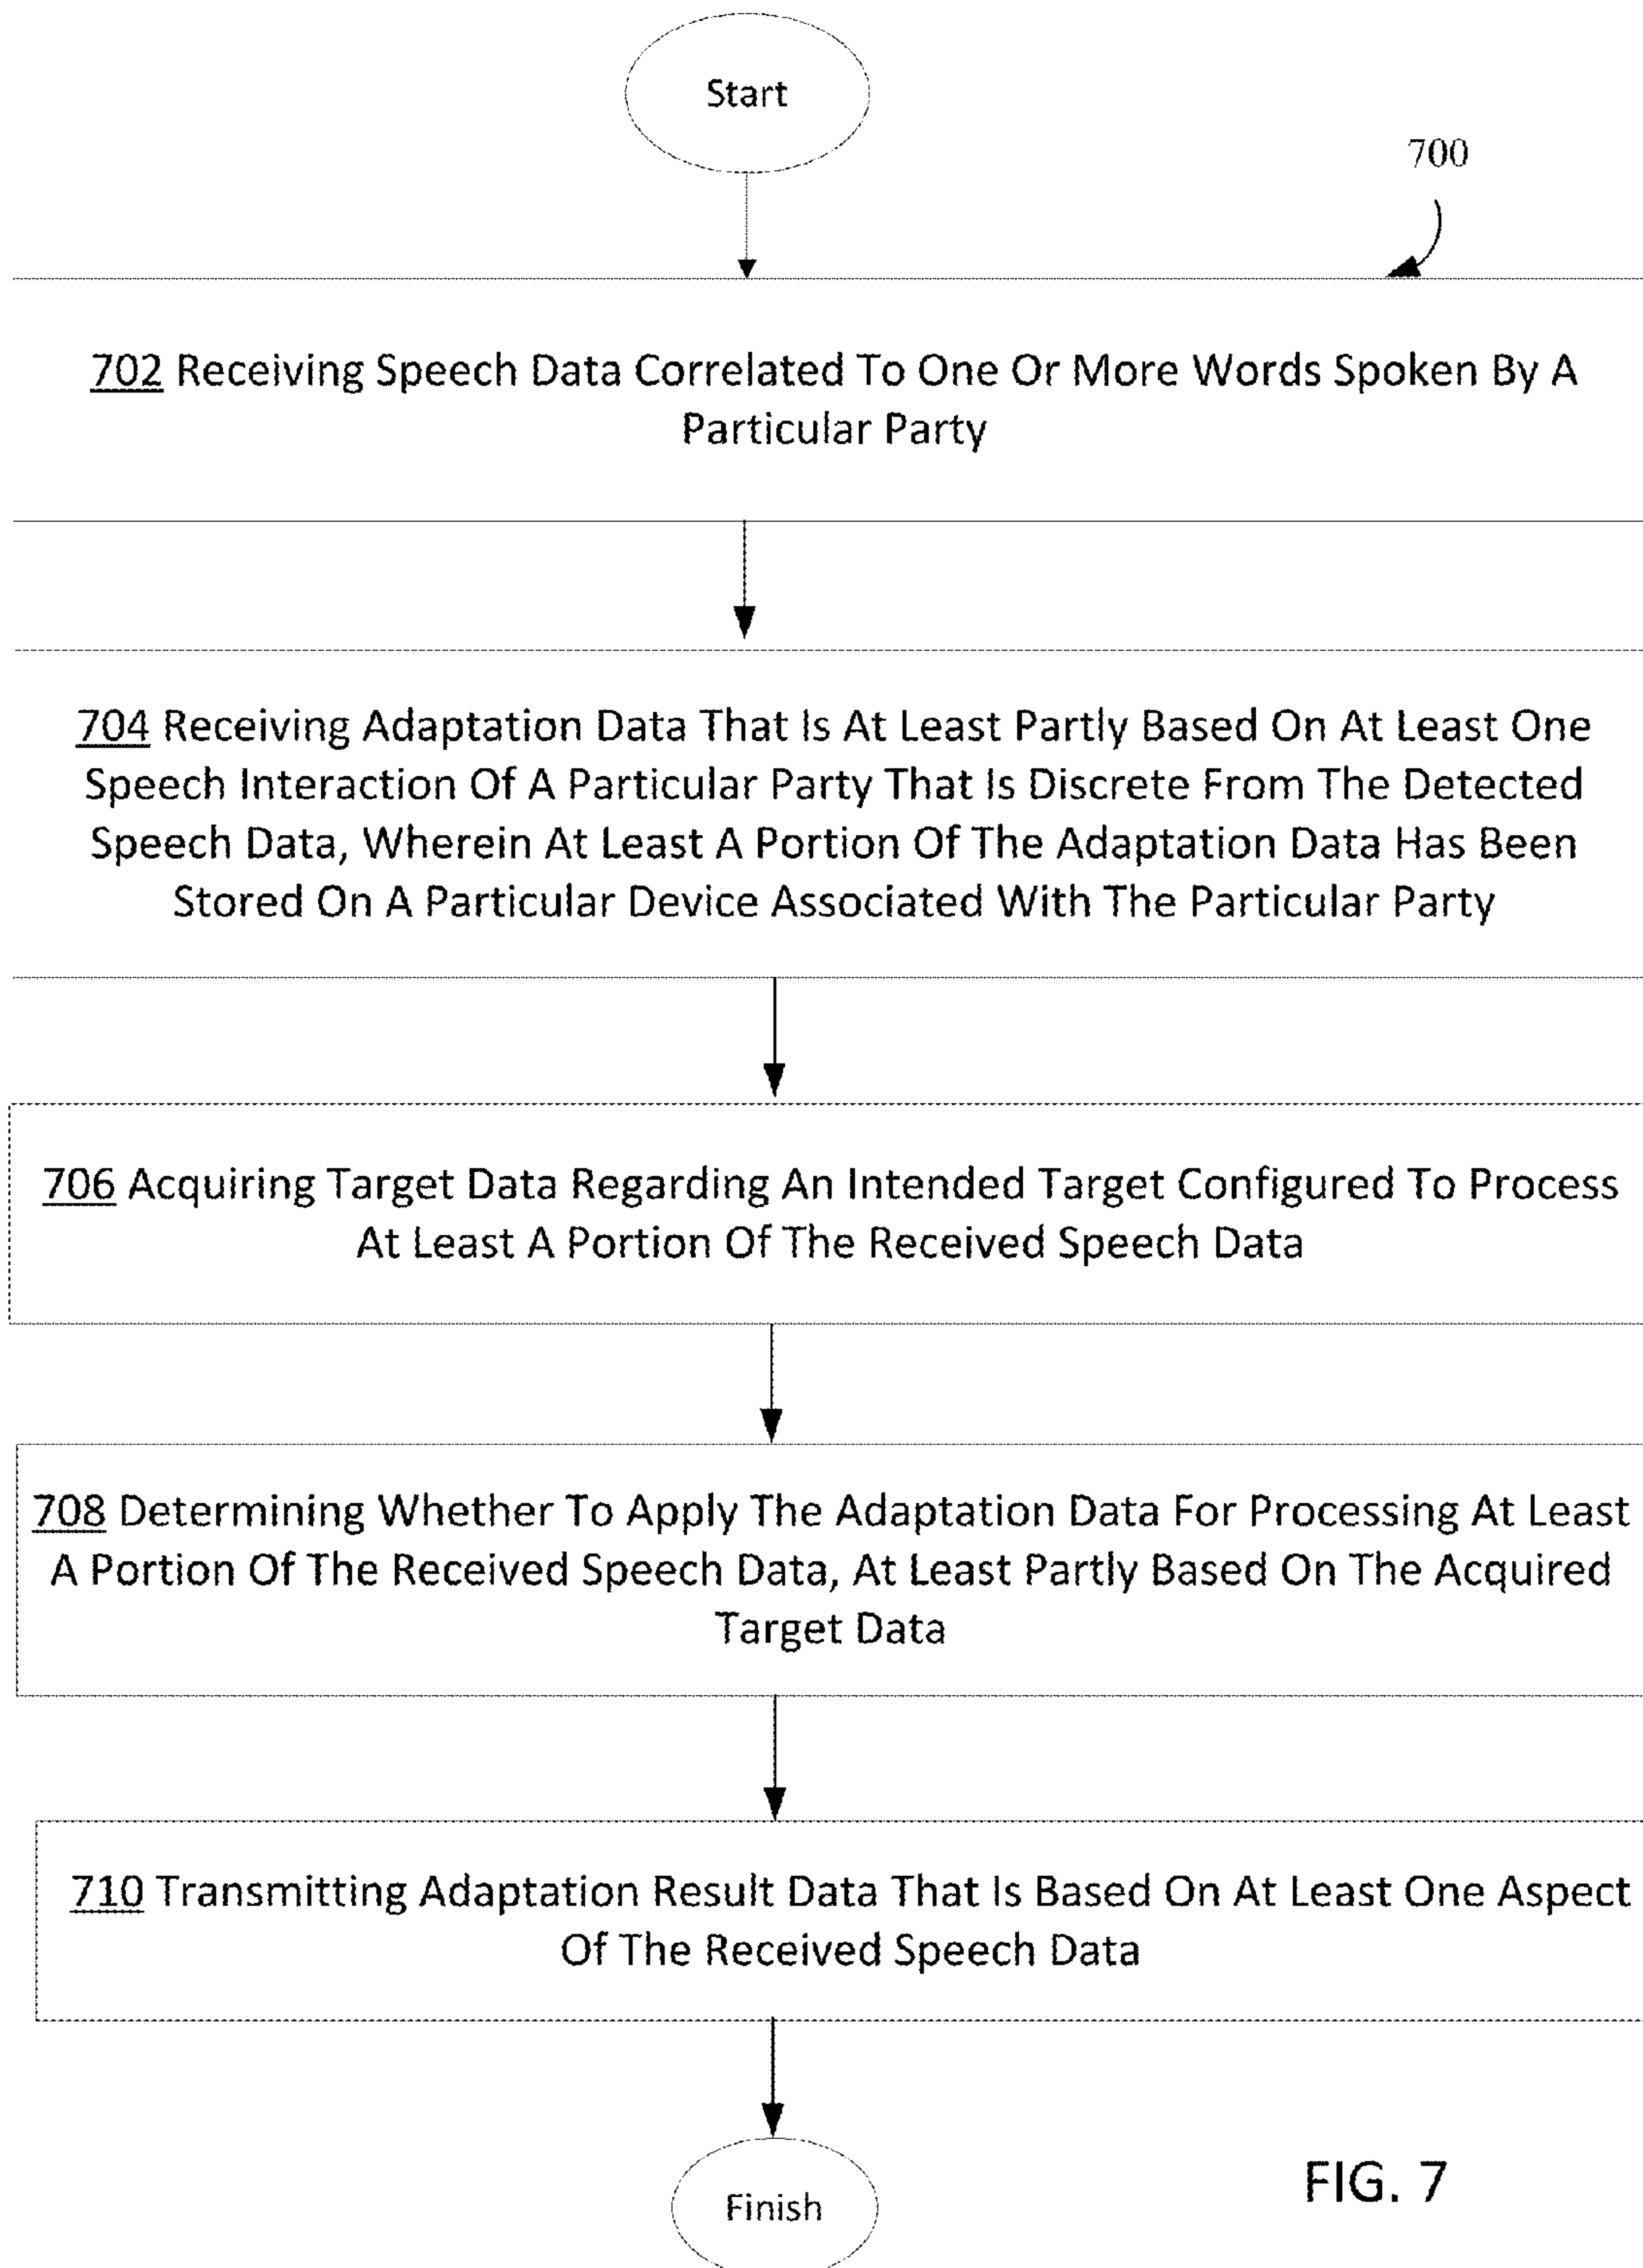 Start
700
702 Receiving Speech Data Correlated To One Or More Words Spoken By A
Particular Party
704 Receiving Adaptation Data That Is At Least Partly Based On At Least One
Speech Interaction Of A Particular Party That Is Discrete From The Detected
Speech Data, Wherein At Least A Portion Of The Adaptation Data Has Been
Stored On A Particular Device Associated With The Particular Party
706 Acquiring Target Data Regarding An Intended Target Configured To Process
At Least A Portion Of The Received Speech Data
708 Determining Whether To Apply The Adaptation Data For Processing At Least
A Portion Of The Received Speech Data, At Least Partly Based On The Acquired
Target Data
710 Transmitting Adaptation Result Data That Is Based On At Least One Aspect
Of The Received Speech Data
Finish
FIG. 7